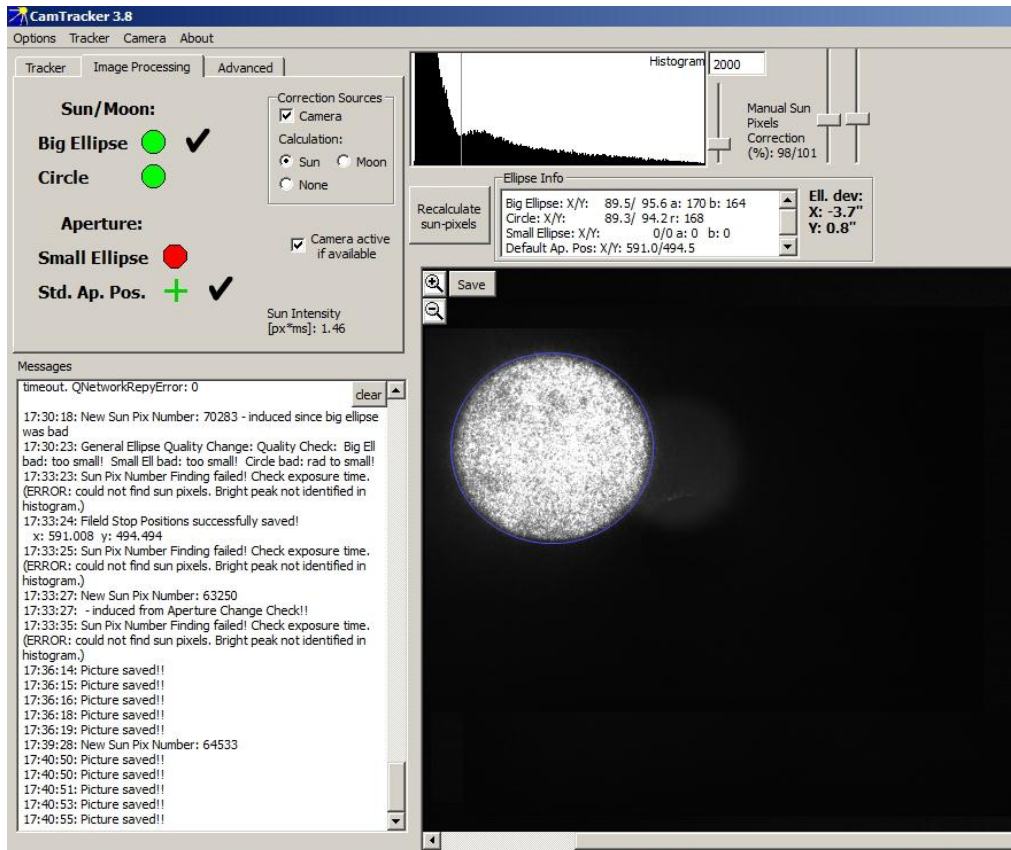 CamTracker 3.8
Options Tracker Camera About
Tracker Image Processing Advanced
Sun/Moon:
Big Ellipse
Circle
Aperture:
Small Ellipse
Std. Ap. Pos.
Correction Sources
Camera
Calculation:
Sun Moon
None
Camera active
if available
Sun Intensity
[px*ms]: 1.46
Histogram 2000
Manual Sun
Pixels
Correction
(%): 98/101
Recalculate
sun-pixels
Ellipse Info
Big Ellipse: X/Y: 89.5/ 95.6 a: 170 b: 164
Circle: X/Y: 89.3/ 94.2 r: 168
Small Ellipse: X/Y: 0/0 a: 0 b: 0
Default Ap. Pos: X/Y: 591.0/494.5
Ell. dev:
X: -3.7"
Y: 0.8"
Save
Messages
timeout. QNetworkRepyError: 0
clear
17:30:18: New Sun Pix Number: 70283 - induced since big ellipse
was bad
17:30:23: General Ellipse Quality Change: Quality Check: Big Ell
bad: too small! Small Ell bad: too small! Circle bad: rad to small!
17:33:23: Sun Pix Number Finding failed! Check exposure time.
(ERROR: could not find sun pixels. Bright peak not identified in
histogram.)
17:33:24: Fileld Stop Positions successfully saved!
x: 591.008 y: 494.494
17:33:25: Sun Pix Number Finding failed! Check exposure time.
(ERROR: could not find sun pixels. Bright peak not identified in
histogram.)
17:33:27: New Sun Pix Number: 63250
17:33:27: - induced from Aperture Change Check!!
17:33:35: Sun Pix Number Finding failed! Check exposure time.
(ERROR: could not find sun pixels. Bright peak not identified in
histogram.)
17:36:14: Picture saved!!
17:36:15: Picture saved!!
17:36:16: Picture saved!!
17:36:18: Picture saved!!
17:36:19: Picture saved!!
17:39:28: New Sun Pix Number: 64533
17:40:50: Picture saved!!
17:40:50: Picture saved!!
17:40:51: Picture saved!!
17:40:53: Picture saved!!
17:40:55: Picture saved!!